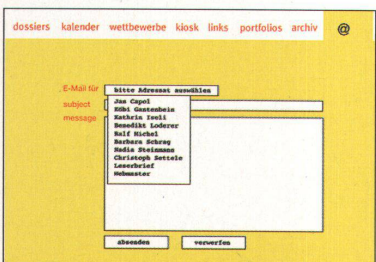 dossiers kalender wettbewerbe kiosk links portfolios archiv @
E-Mail für bitte Adressat auswählen
subject
message
Jan Capol
Köbi Gantenbein
Kathrin Iseli
Benedikt Loderer
Ralf Michel
Barbara Schrag
Nadia Steinmann
Christoph Settele
Leserbrief
Webmaster
absenden verwerfen